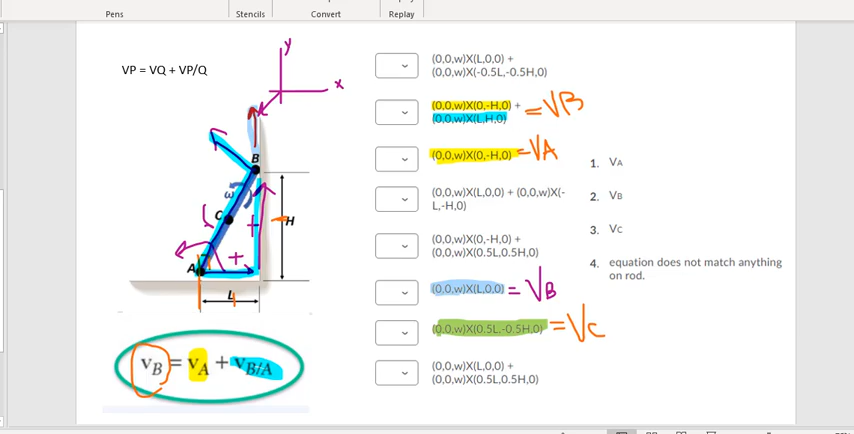 Pens
Stencils
Convert
Replay
VP = VQ + VP/Q
y
x
B
ω
C
H
A
L
vB = vA + vB/A
(0,0,w)X(L,0,0) +
(0,0,w)X(-0.5L,-0.5H,0)
(0,0,w)X(0,-H,0) +
(0,0,w)X(L,H,0)
= VB
(0,0,w)X(0,-H,0)
= VA
(0,0,w)X(L,0,0) + (0,0,w)X(-
L,-H,0)
(0,0,w)X(0,-H,0) +
(0,0,w)X(0.5L,0.5H,0)
(0,0,w)X(L,0,0)
= VB
(0,0,w)X(0.5L,-0.5H,0)
= VC
(0,0,w)X(L,0,0) +
(0,0,w)X(0.5L,0.5H,0)
1. VA
2. VB
3. VC
4. equation does not match anything
on rod.